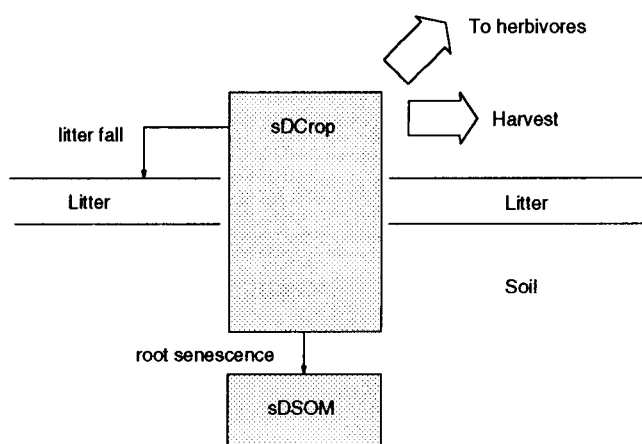 To herbivores
sDCrop
Harvest
litter fall
Litter
Litter
Soil
root senescence
sDSOM